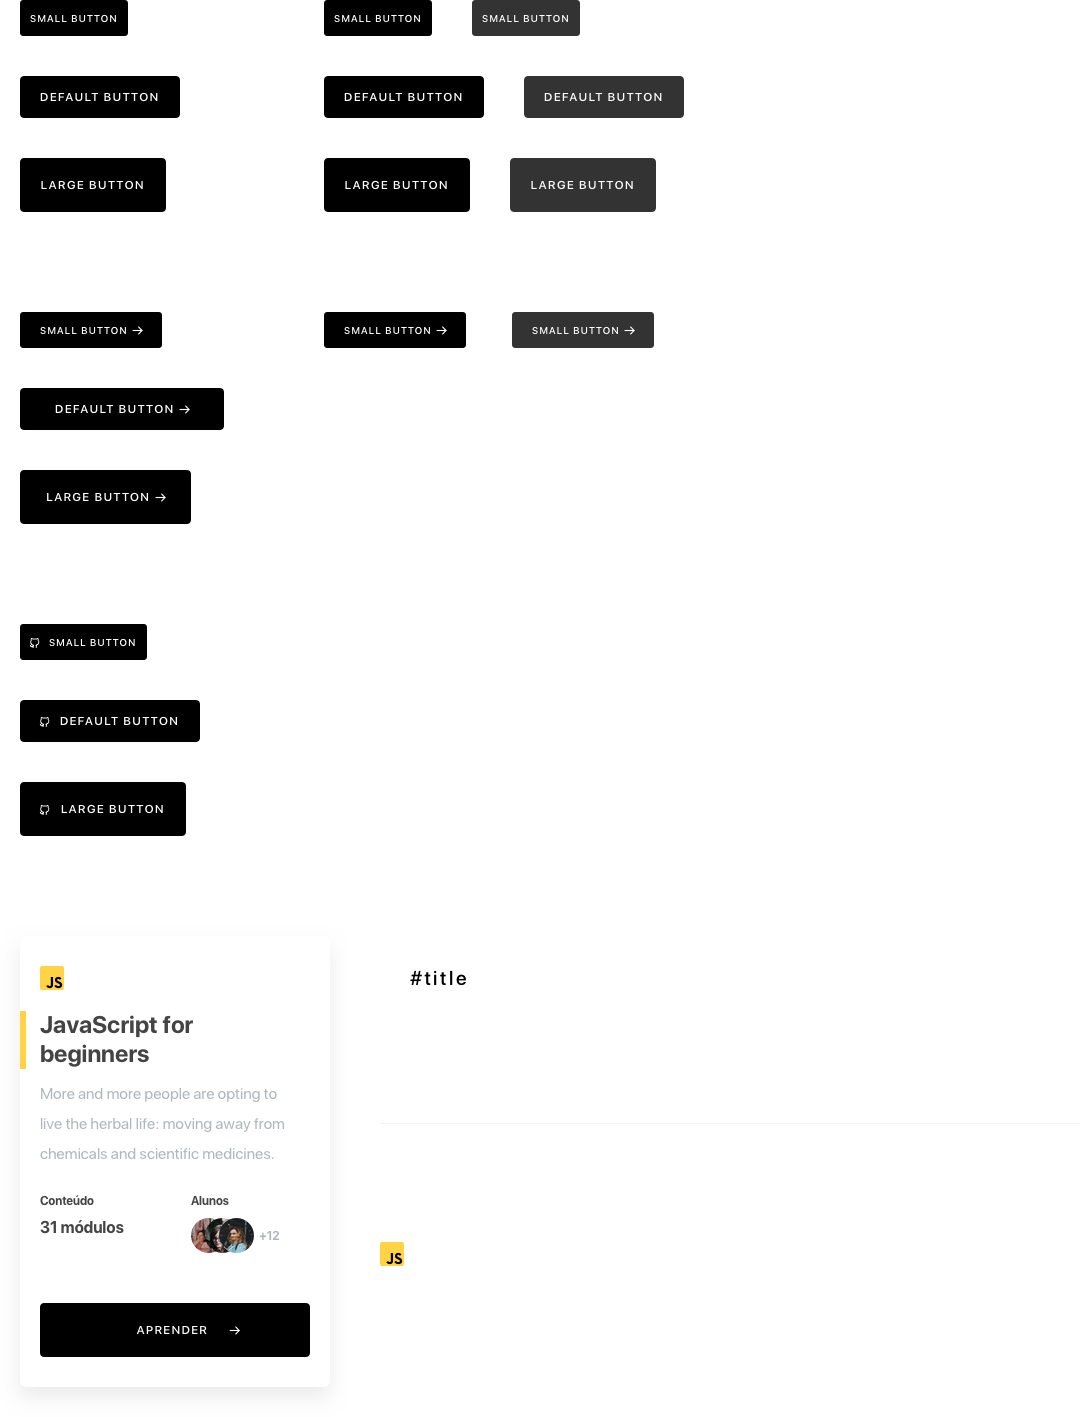 SMALL BUTTON
SMALL BUTTON
SMALL BUTTON
DEFAULT BUTTON
DEFAULT BUTTON
DEFAULT BUTTON
LARGE BUTTON
LARGE BUTTON
LARGE BUTTON
SMALL BUTTON →
SMALL BUTTON →
SMALL BUTTON →
DEFAULT BUTTON →
LARGE BUTTON →
SMALL BUTTON
DEFAULT BUTTON
LARGE BUTTON
JS
JavaScript for
beginners
More and more people are opting to
live the herbal life: moving away from
chemicals and scientific medicines.
Conteúdo
31 módulos
Alunos
+12
APRENDER →
#title
JS